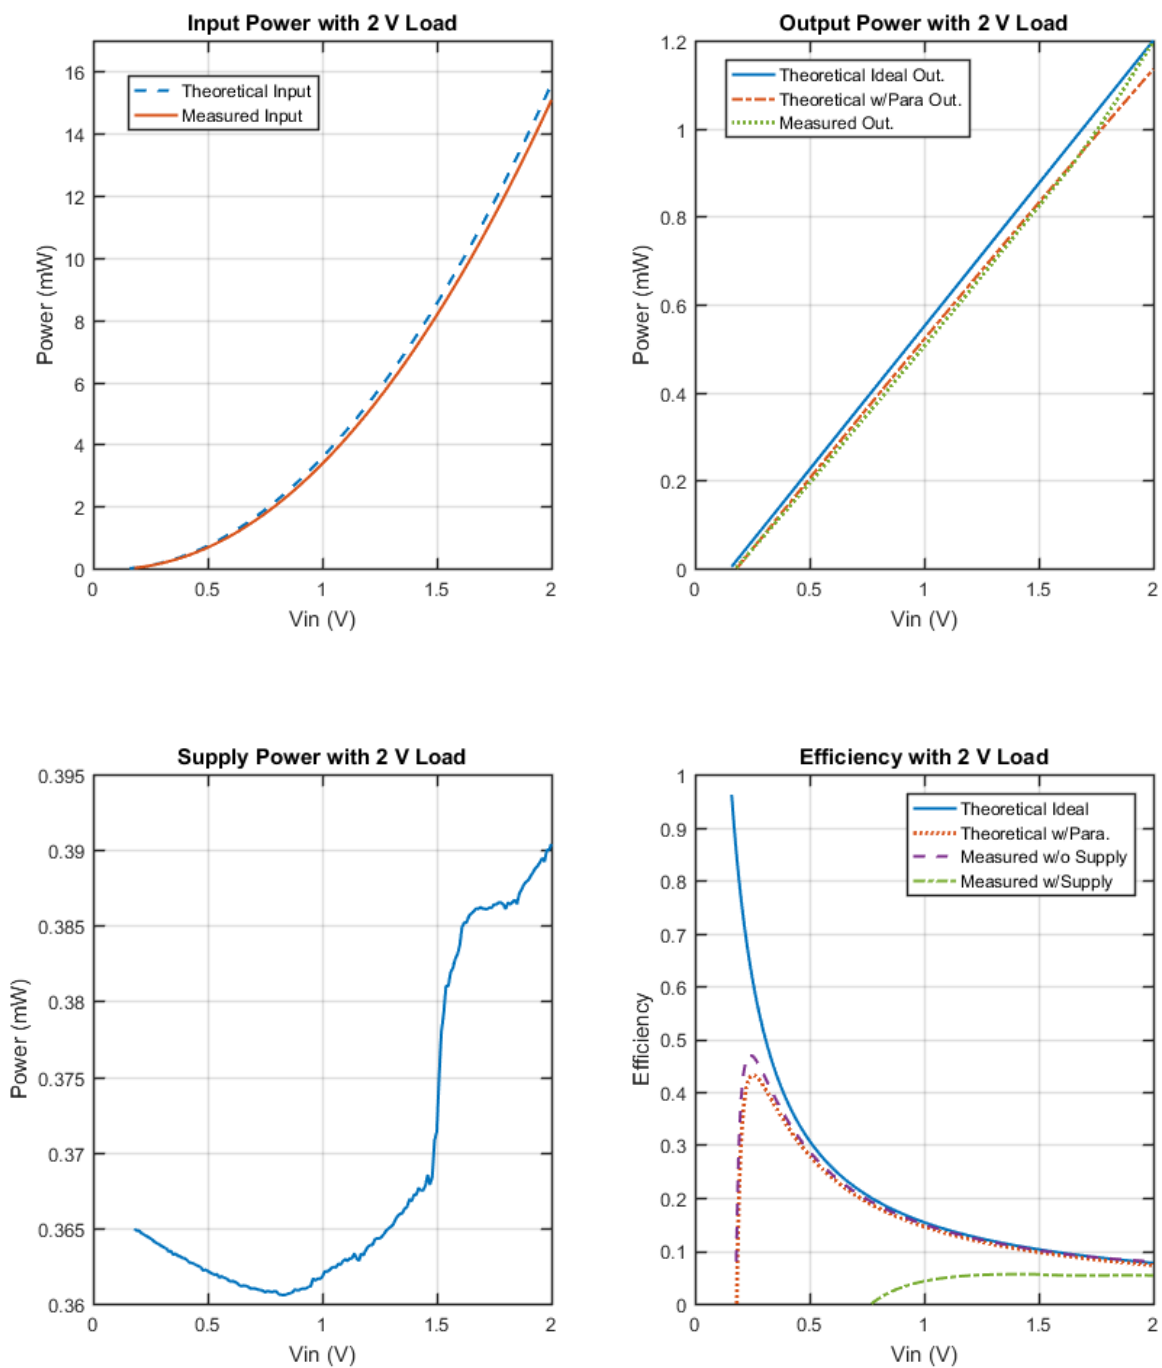 Input Power with 2 V Load
16
14
12
10
8
6
4
2
0
Power (mW)
Theoretical Input
Measured Input
0
0.5
1
1.5
2
Vin (V)
Output Power with 2 V Load
1.2
1
0.8
0.6
0.4
0.2
0
Power (mW)
Theoretical Ideal Out.
Theoretical w/Para Out.
Measured Out.
0
0.5
1
1.5
2
Vin (V)
Supply Power with 2 V Load
0.395
0.39
0.385
0.38
0.375
0.37
0.365
0.36
Power (mW)
0
0.5
1
1.5
2
Vin (V)
Efficiency with 2 V Load
1
0.9
0.8
0.7
0.6
0.5
0.4
0.3
0.2
0.1
0
Efficiency
Theoretical Ideal
Theoretical w/Para.
Measured w/o Supply
Measured w/Supply
0
0.5
1
1.5
2
Vin (V)